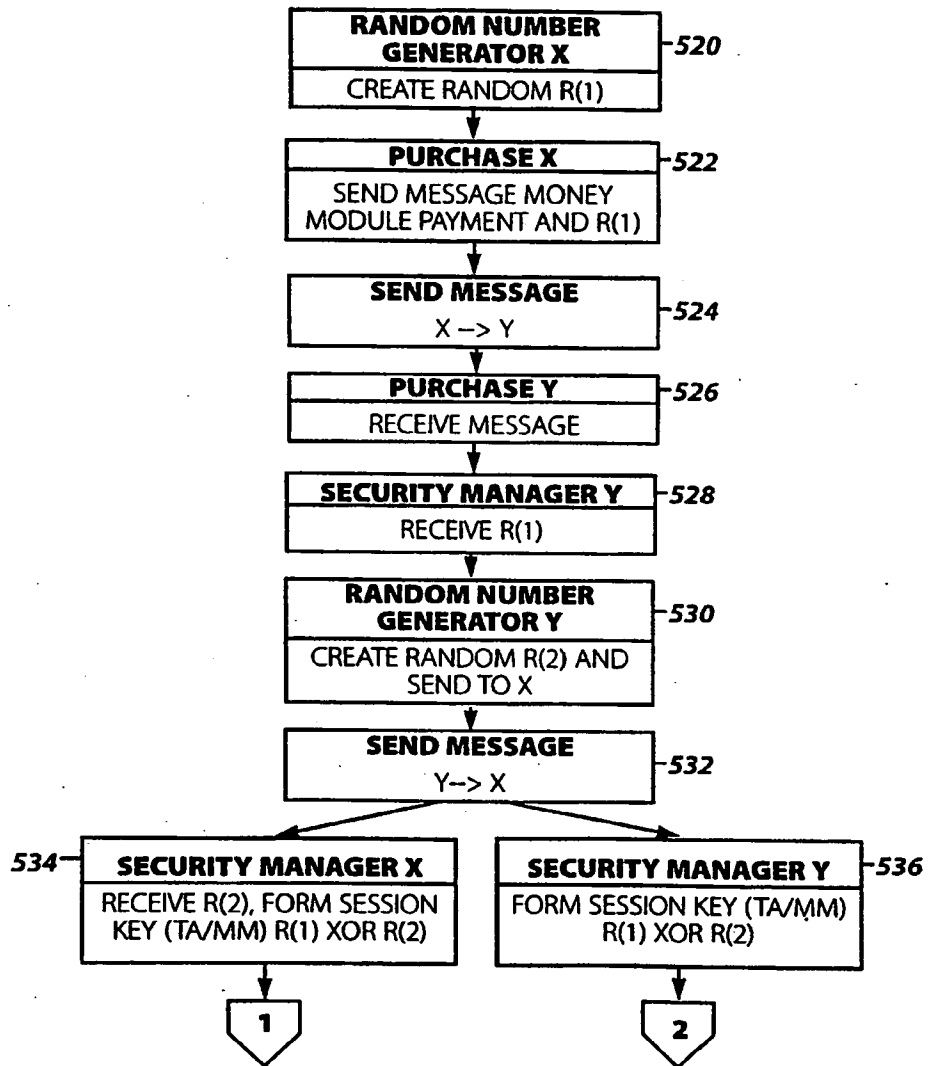 RANDOM NUMBER
GENERATOR X
520
CREATE RANDOM R(1)
PURCHASE X
522
SEND MESSAGE MONEY
MODULE PAYMENT AND R(1)
SEND MESSAGE
524
X --> Y
PURCHASE Y
526
RECEIVE MESSAGE
SECURITY MANAGER Y
528
RECEIVE R(1)
RANDOM NUMBER
GENERATOR Y
530
CREATE RANDOM R(2) AND
SEND TO X
SEND MESSAGE
532
Y--> X
534
SECURITY MANAGER X
RECEIVE R(2), FORM SESSION
KEY (TA/MM) R(1) XOR R(2)
SECURITY MANAGER Y
536
FORM SESSION KEY (TA/MM)
R(1) XOR R(2)
1
2